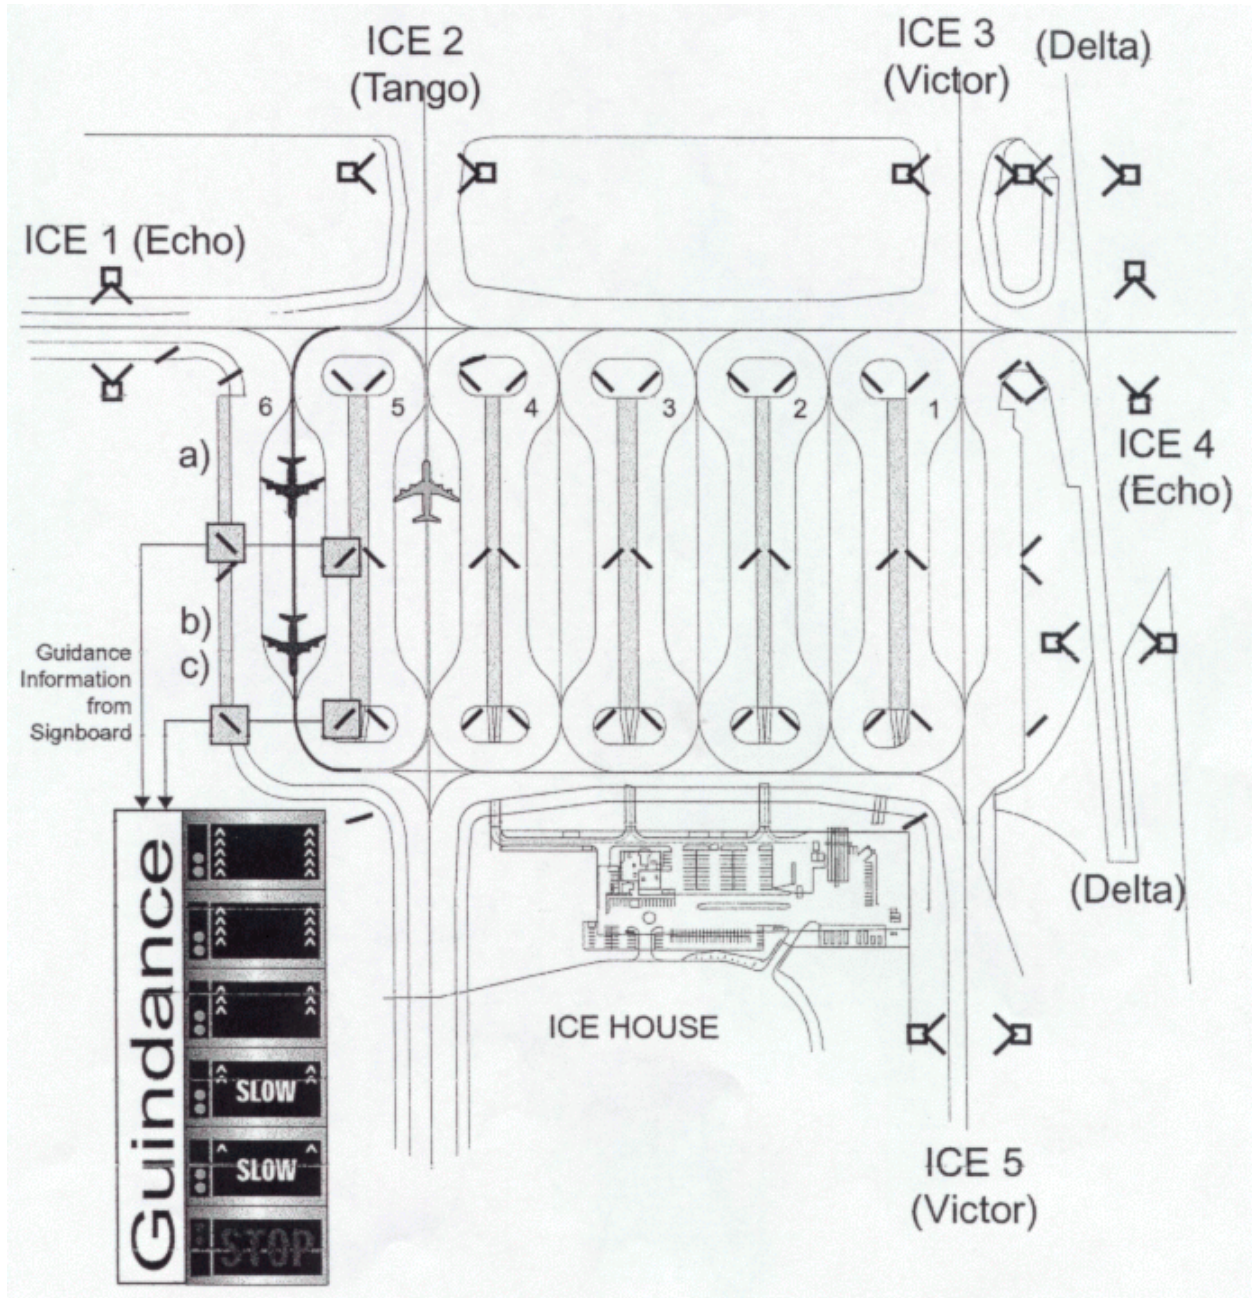 ICE 2
(Tango)
ICE 3
(Victor)
(Delta)
ICE 1 (Echo)
6
5
4
3
2
1
a)
ICE 4
(Echo)
b)
c)
Guidance
Information
from
Signboard
(Delta)
Guindance
SLOW
SLOW
STOP
ICE HOUSE
ICE 5
(Victor)